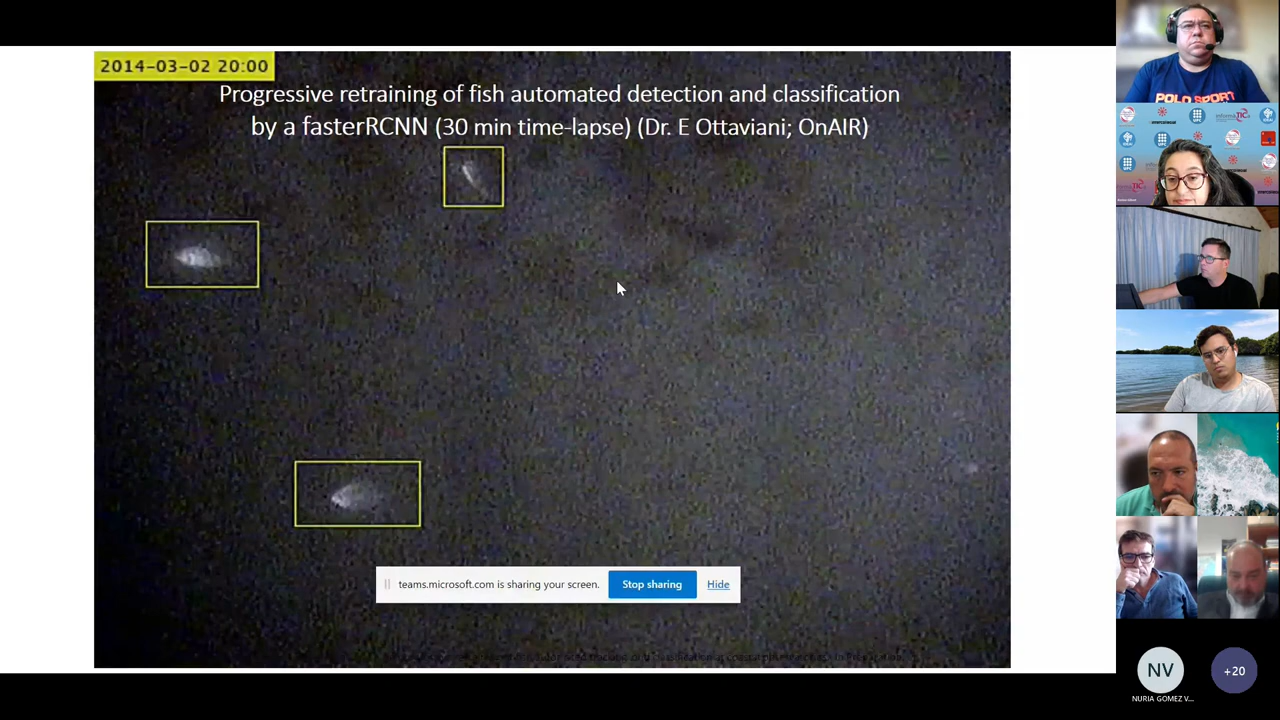 2014-03-02 20:00
Progressive retraining of fish automated detection and classification
by a fasterRCNN (30 min time-lapse) (Dr. E Ottaviani; OnAIR)
teams.microsoft.com is sharing your screen.
Stop sharing
Hide
POLO SPORT
UPC
NV
NURIA GOMEZ V...
+20